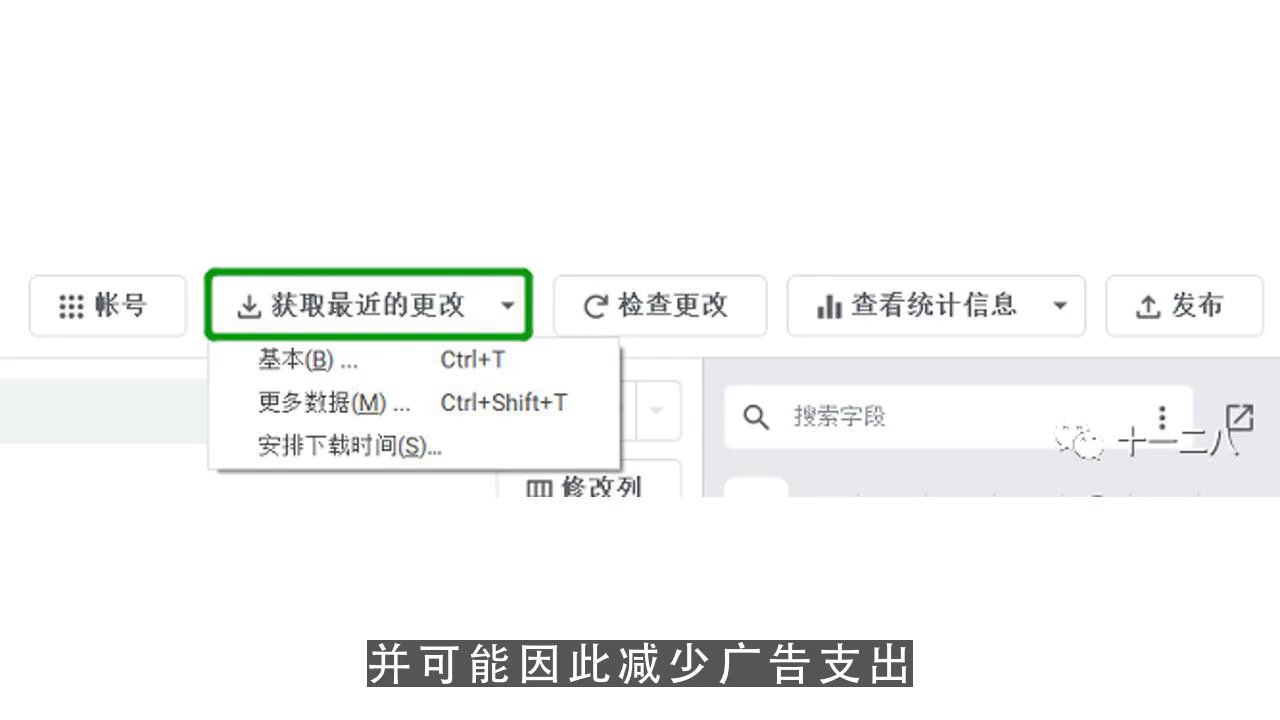 帐号 获取最近的更改 检查更改 查看统计信息 发布
基本(B) ... Ctrl+T
更多数据(M) ... Ctrl+Shift+T
搜索字段
安排下载时间(S)...
十一二八
修改列
并可能因此减少广告支出